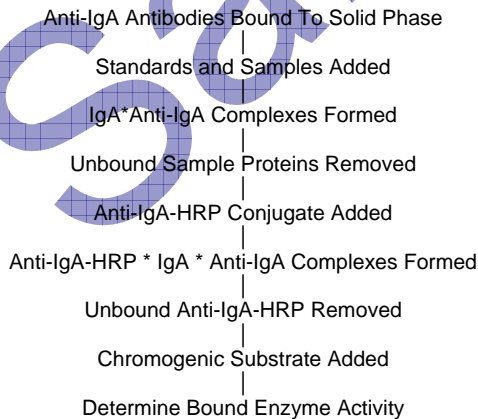 Anti-IgA Antibodies Bound To Solid Phase
Standards and Samples Added
IgA*Anti-IgA Complexes Formed
Unbound Sample Proteins Removed
Anti-IgA-HRP Conjugate Added
Anti-IgA-HRP * IgA * Anti-IgA Complexes Formed
Unbound Anti-IgA-HRP Removed
Chromogenic Substrate Added
Determine Bound Enzyme Activity